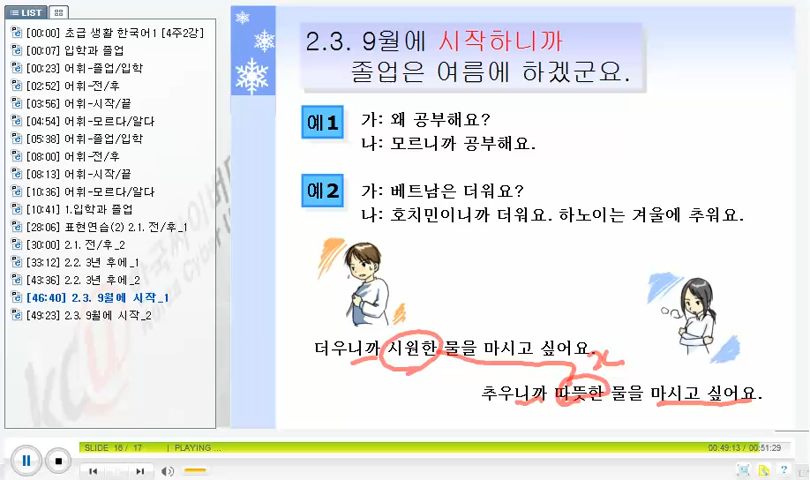 LIST
[00:00] 초급 생활 한국어1 [4주2강]
[00:07] 입학과 졸업
[00:23] 어휘-졸업/입학
[02:52] 어휘-전/후
[03:56] 어휘-시작/끝
[04:54] 어휘-모르다/알다
[05:38] 어휘-졸업/입학
[08:00] 어휘-전/후
[08:13] 어휘-시작/끝
[10:36] 어휘-모르다/알다
[10:41] 1.입학과 졸업
[28:06] 표현연습(2) 2.1. 전/후_1
[30:00] 2.1. 전/후_2
[33:12] 2.2. 3년 후에_1
[43:36] 2.2. 3년 후에_2
[46:40] 2.3. 9월에 시작_1
[49:23] 2.3. 9월에 시작_2
2.3. 9월에 시작하니까
졸업은 여름에 하겠군요.
예1
가: 왜 공부해요?
나: 모르니까 공부해요.
예2
가: 베트남은 더워요?
나: 호치민이니까 더워요. 하노이는 겨울에 추워요.
더우니까 시원한 물을 마시고 싶어요.
x
추우니까 따뜻한 물을 마시고 싶어요.
SLIDE 16 / 17 | PLAYING ...
00:49:13 / 00:51:29